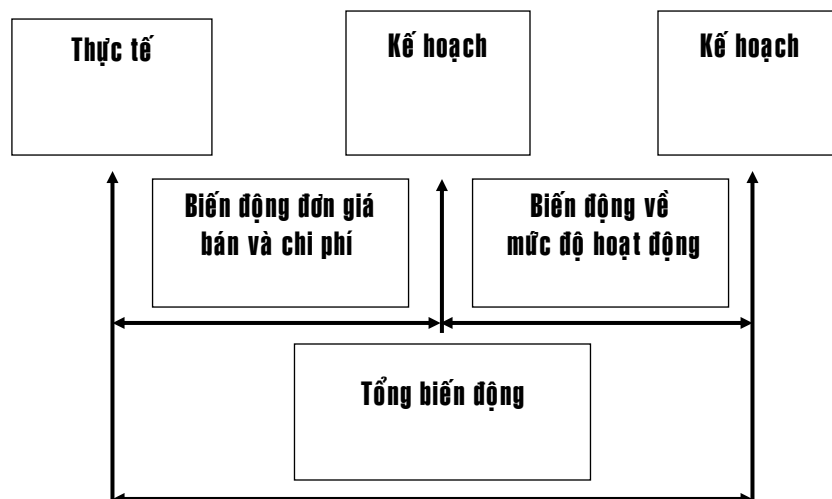 Thực tế
Kế hoạch
Kế hoạch
Biến động đơn giá
bán và chi phí
Biến động về
mức độ hoạt động
Tổng biến động